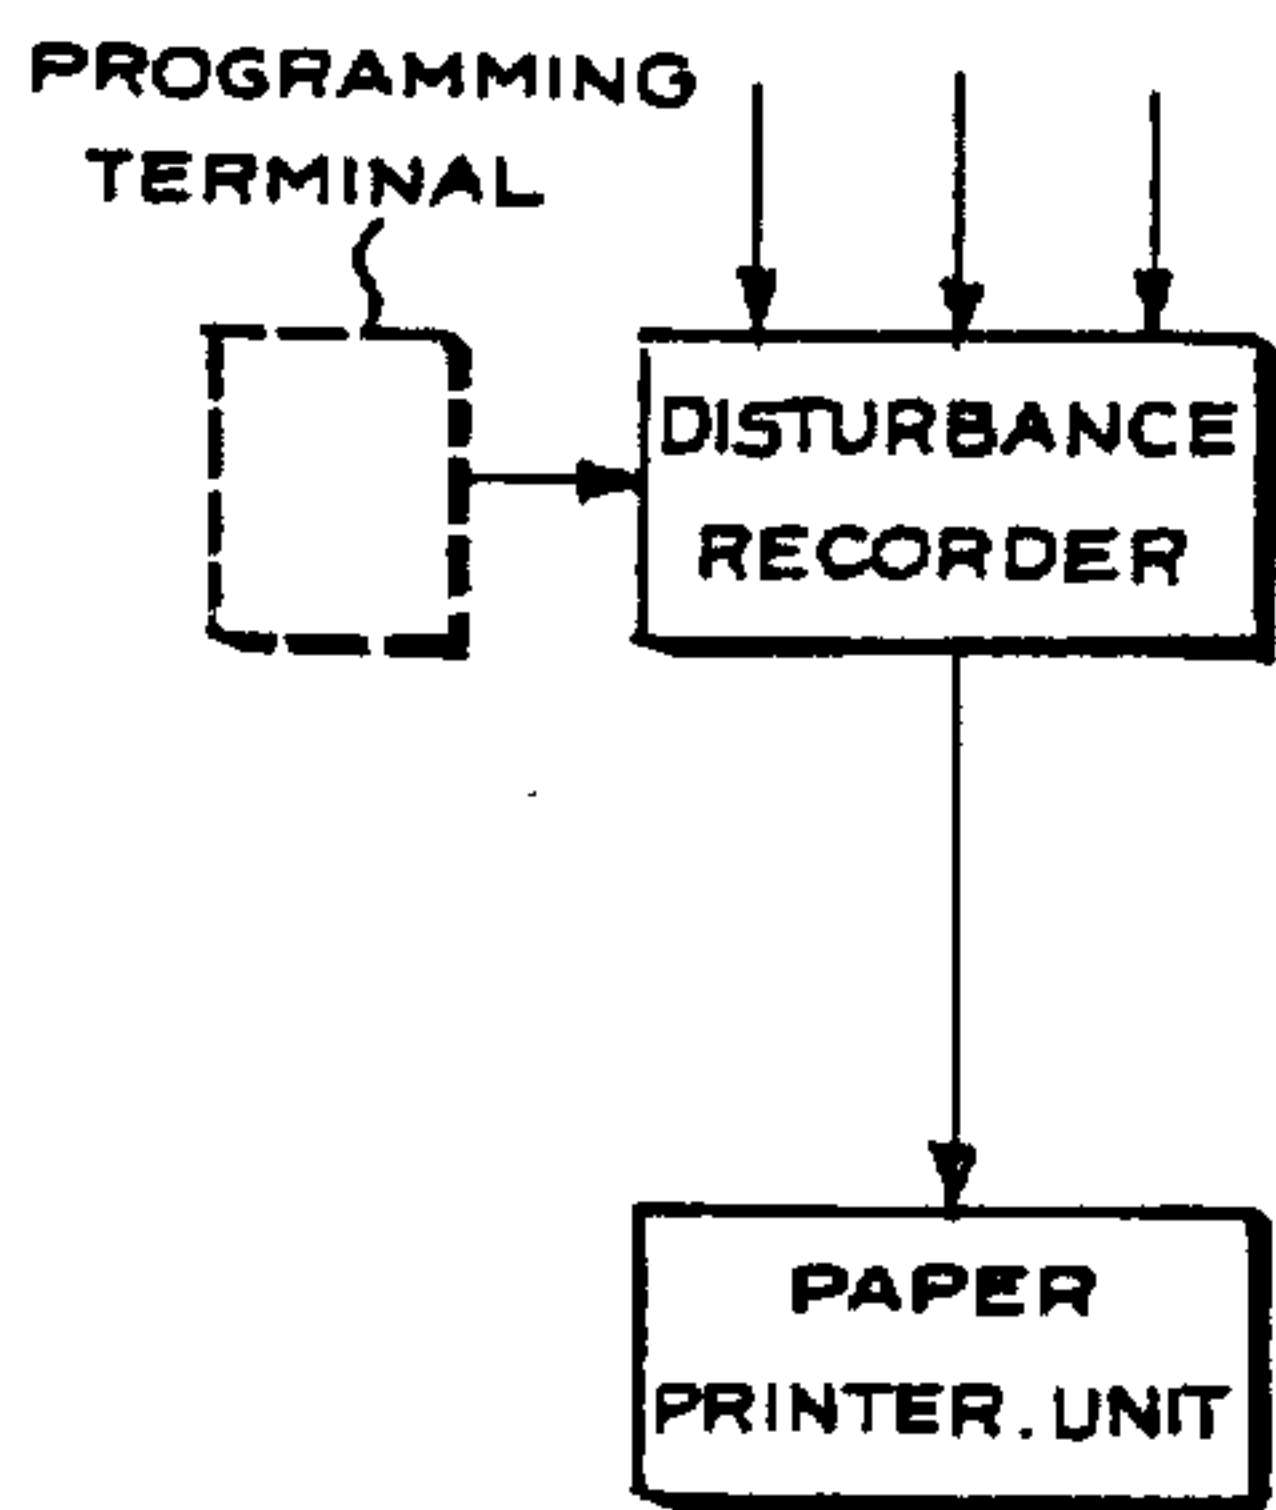 PROGRAMMING
TERMINAL
DISTURBANCE
RECORDER
PAPER
PRINTER.UNIT